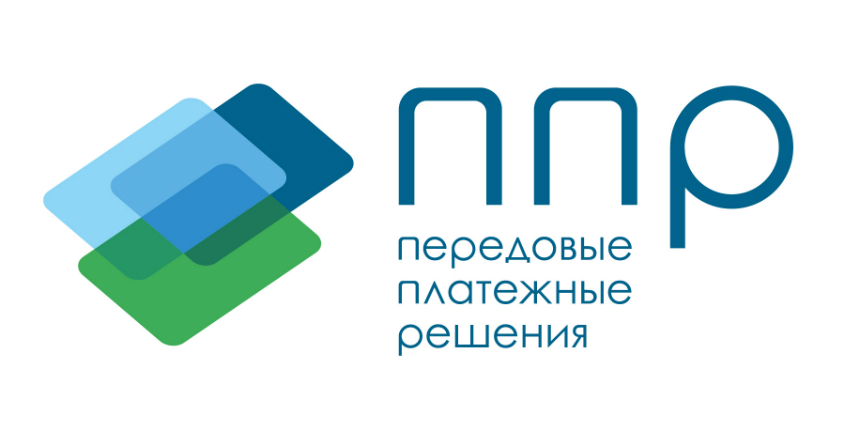 ппр
передовые
платежные
решения